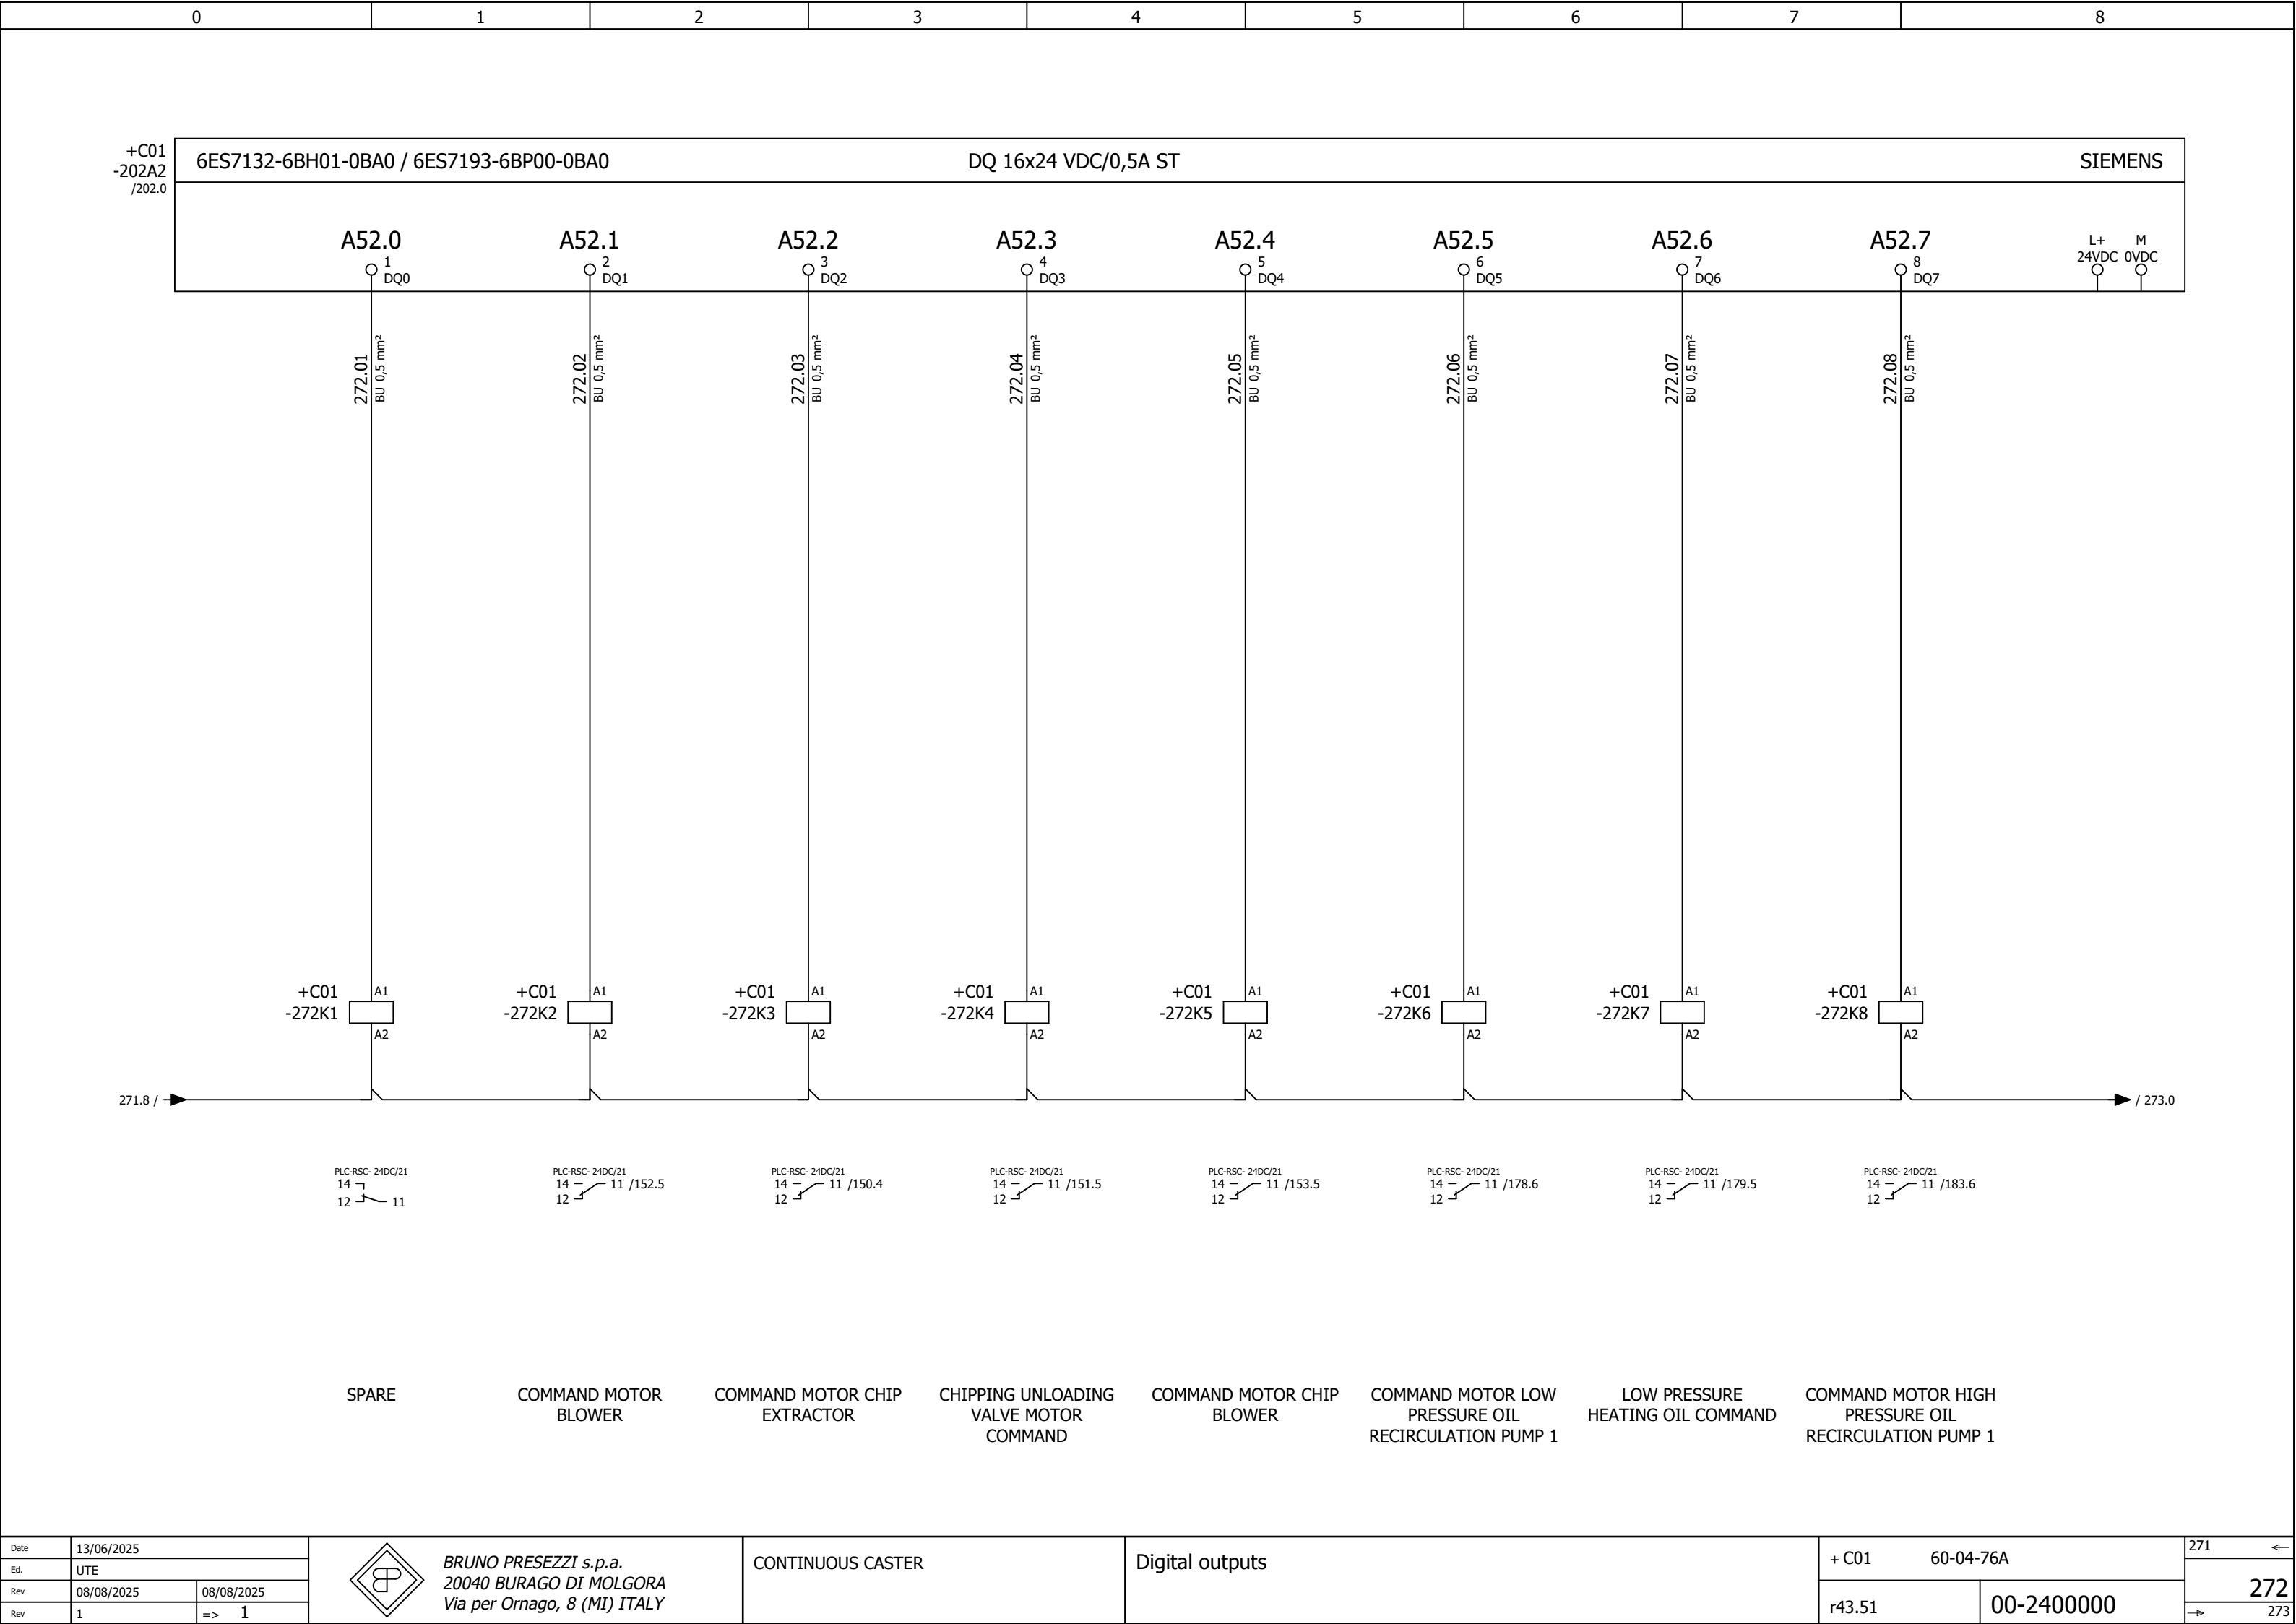 0 1 2 3 4 5 6 7 8
+C01
-202A2
/202.0
6ES7132-6BH01-0BA0 / 6ES7193-6BP00-0BA0 DQ 16x24 VDC/0,5A ST SIEMENS
A52.0 A52.1 A52.2 A52.3 A52.4 A52.5 A52.6 A52.7 L+ M
1 2 3 4 5 6 7 8 24VDC 0VDC
DQ0 DQ1 DQ2 DQ3 DQ4 DQ5 DQ6 DQ7
272.01 BU 0,5 mm²
272.02 BU 0,5 mm²
272.03 BU 0,5 mm²
272.04 BU 0,5 mm²
272.05 BU 0,5 mm²
272.06 BU 0,5 mm²
272.07 BU 0,5 mm²
272.08 BU 0,5 mm²
+C01 A1 +C01 A1 +C01 A1 +C01 A1 +C01 A1 +C01 A1 +C01 A1 +C01 A1
-272K1 -272K2 -272K3 -272K4 -272K5 -272K6 -272K7 -272K8
A2 A2 A2 A2 A2 A2 A2 A2
271.8 / / 273.0
PLC-RSC- 24DC/21 PLC-RSC- 24DC/21 PLC-RSC- 24DC/21 PLC-RSC- 24DC/21 PLC-RSC- 24DC/21 PLC-RSC- 24DC/21 PLC-RSC- 24DC/21 PLC-RSC- 24DC/21
14 14 11 /152.5 14 11 /150.4 14 11 /151.5 14 11 /153.5 14 11 /178.6 14 11 /179.5 14 11 /183.6
12 11 12 12 12 12 12 12 12
SPARE
COMMAND MOTOR
BLOWER
COMMAND MOTOR CHIP
EXTRACTOR
CHIPPING UNLOADING
VALVE MOTOR
COMMAND
COMMAND MOTOR CHIP
BLOWER
COMMAND MOTOR LOW
PRESSURE OIL
RECIRCULATION PUMP 1
LOW PRESSURE
HEATING OIL COMMAND
COMMAND MOTOR HIGH
PRESSURE OIL
RECIRCULATION PUMP 1
Date 13/06/2025
Ed. UTE
Rev 08/08/2025 08/08/2025
Rev 1 => 1
BRUNO PRESEZZI s.p.a.
20040 BURAGO DI MOLGORA
Via per Ornago, 8 (MI) ITALY
CONTINUOUS CASTER
Digital outputs
+ C01 60-04-76A
r43.51 00-2400000
271
272
273